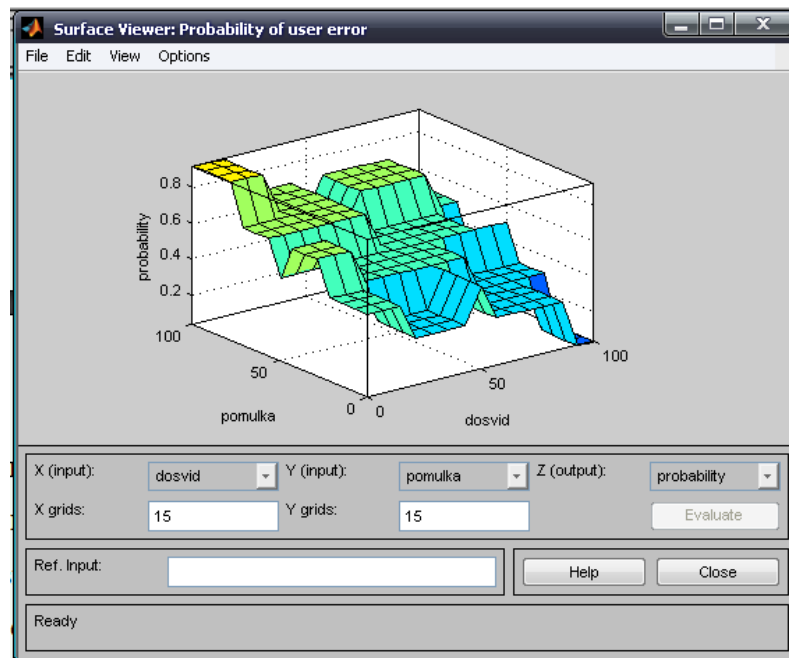 Surface Viewer: Probability of user error
File Edit View Options
0.8
0.6
0.4
0.2
probability
100
50
0
pomulka
0
50
100
dosvid
X (input): dosvid Y (input): pomulka Z (output): probability
X grids: 15 Y grids: 15 Evaluate
Ref. Input: Help Close
Ready